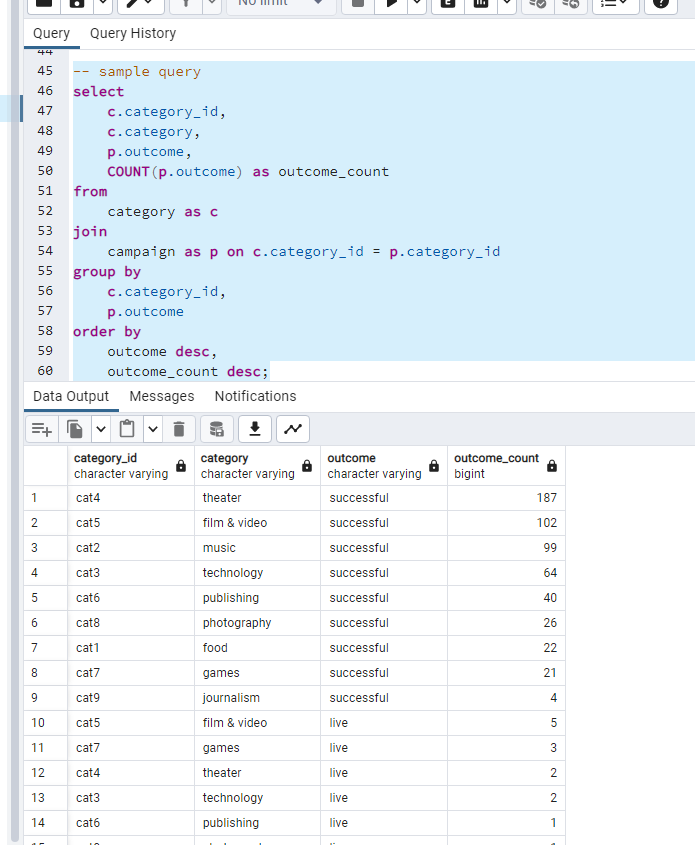 No limit
Query Query History
44
45 -- sample query
46 select
47 c.category_id,
48 c.category,
49 p.outcome,
50 COUNT(p.outcome) as outcome_count
51 from
52 category as c
53 join
54 campaign as p on c.category_id = p.category_id
55 group by
56 c.category_id,
57 p.outcome
58 order by
59 outcome desc,
60 outcome_count desc;
Data Output Messages Notifications
category_id category outcome outcome_count
character varying character varying character varying bigint
1 cat4 theater successful 187
2 cat5 film & video successful 102
3 cat2 music successful 99
4 cat3 technology successful 64
5 cat6 publishing successful 40
6 cat8 photography successful 26
7 cat1 food successful 22
8 cat7 games successful 21
9 cat9 journalism successful 4
10 cat5 film & video live 5
11 cat7 games live 3
12 cat4 theater live 2
13 cat3 technology live 2
14 cat6 publishing live 1